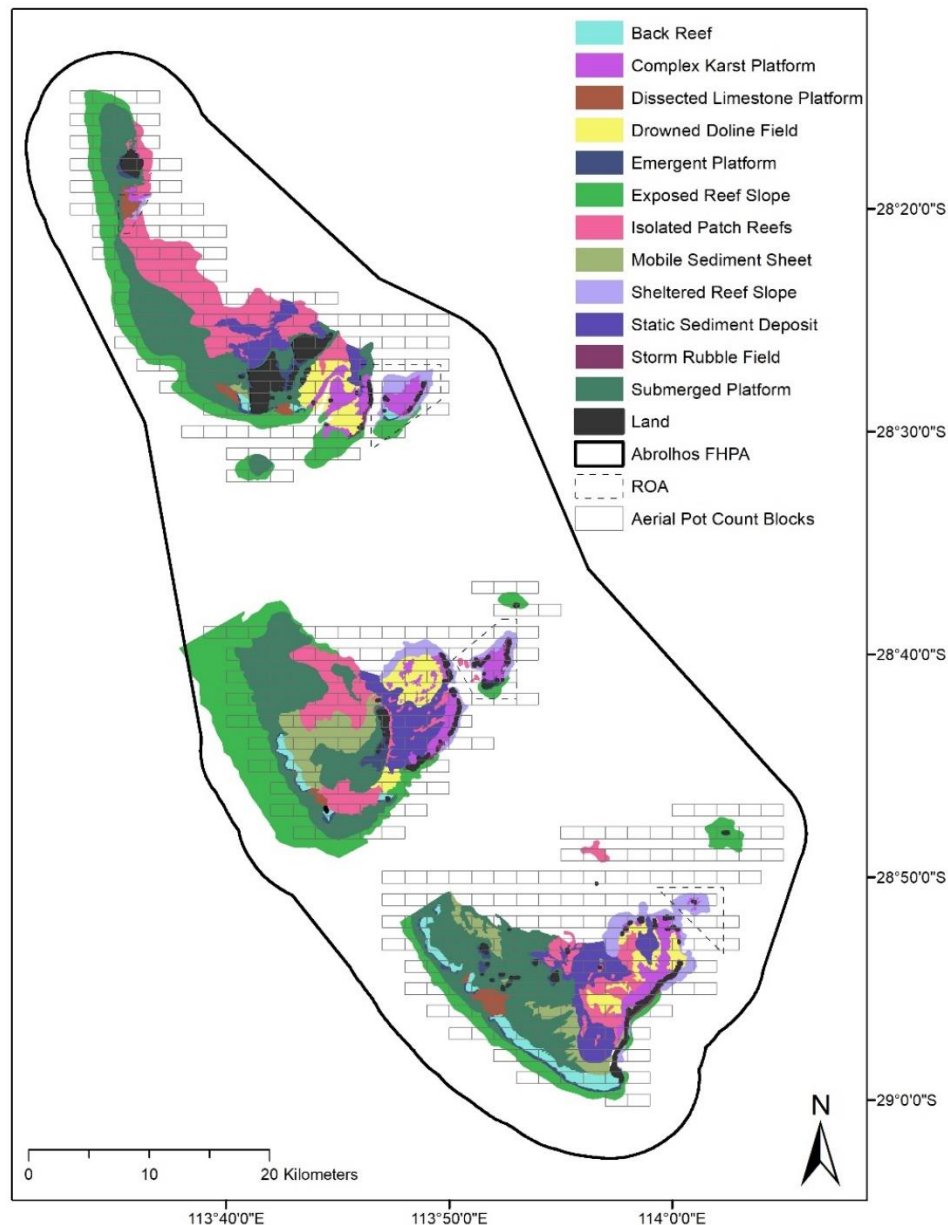 Back Reef
Complex Karst Platform
Dissected Limestone Platform
Drowned Doline Field
Emergent Platform
Exposed Reef Slope
Isolated Patch Reefs
Mobile Sediment Sheet
Sheltered Reef Slope
Static Sediment Deposit
Storm Rubble Field
Submerged Platform
Land
Abrolhos FHPA
ROA
Aerial Pot Count Blocks
28°20'0"S
28°30'0"S
28°40'0"S
28°50'0"S
29°0'0"S
N
0 10 20 Kilometers
113°40'0"E 113°50'0"E 114°0'0"E